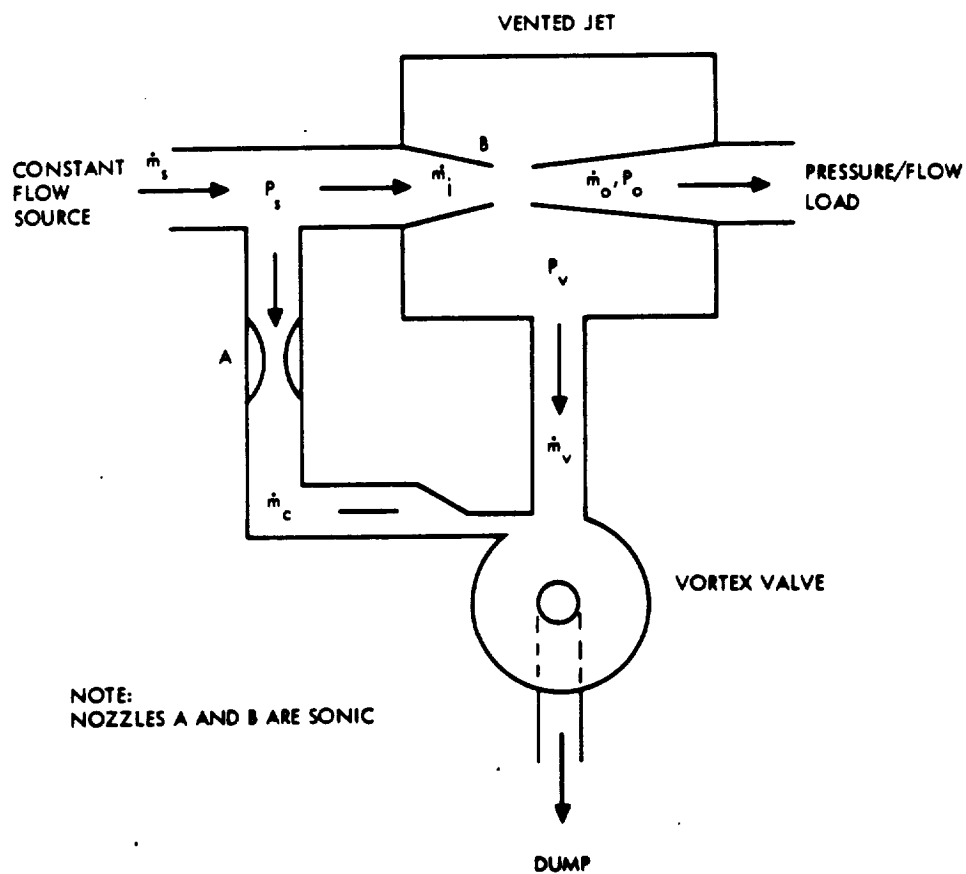 VENTED JET
CONSTANT
FLOW
SOURCE
ṁs
Ps
ṁi
B
ṁo, Po
PRESSURE/FLOW
LOAD
Pv
A
ṁv
ṁc
VORTEX VALVE
NOTE:
NOZZLES A AND B ARE SONIC
DUMP